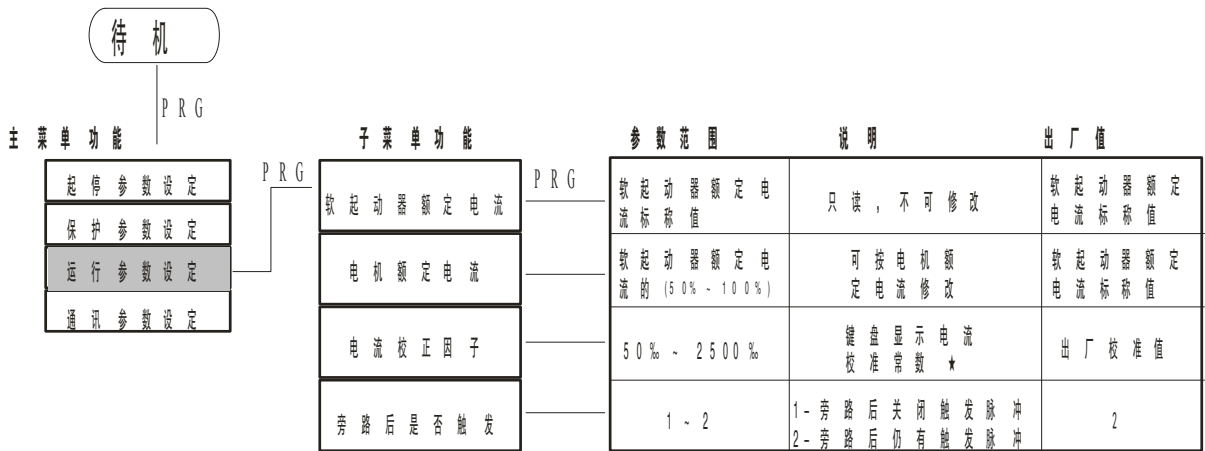 待机
PRG
主菜单功能
子菜单功能
参数范围
说明
出厂值
起停参数设定
保护参数设定
运行参数设定
通讯参数设定
PRG
软起动器额定电流
PRG
软起动器额定电
流标称值
只读，不可修改
软起动器额定
电流标称值
电机额定电流
软起动器额定电
流的(50%~100%)
可按电机额
定电流修改
软起动器额定
电流标称值
电流校正因子
50‰~2500‰
键盘显示电流
校准常数★
出厂校准值
旁路后是否触发
1~2
1-旁路后关闭触发脉冲
2-旁路后仍有触发脉冲
2